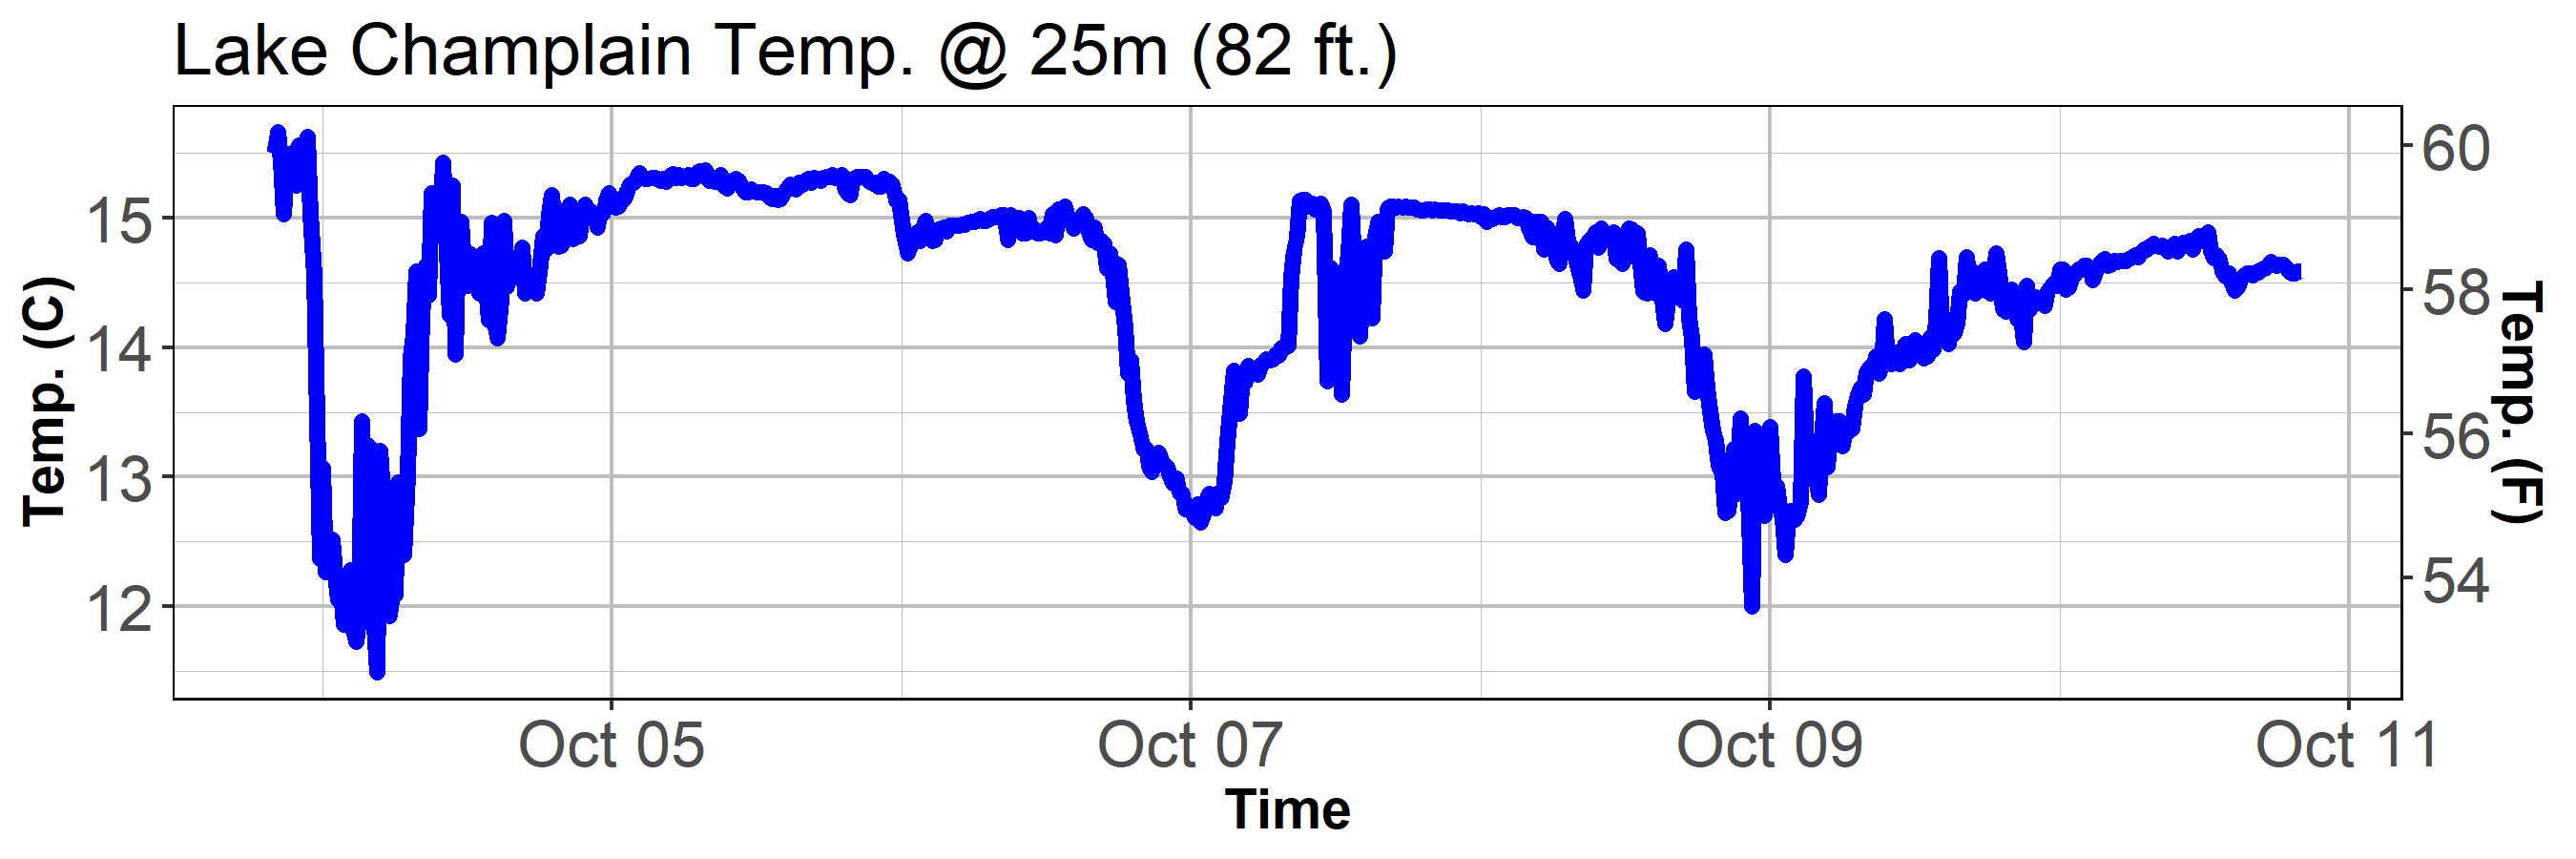 Lake Champlain Temp. @ 25m (82 ft.)
Temp. (C)
15
14
13
12
60
58
56
54
Temp. (F)
Oct 05
Oct 07
Oct 09
Oct 11
Time